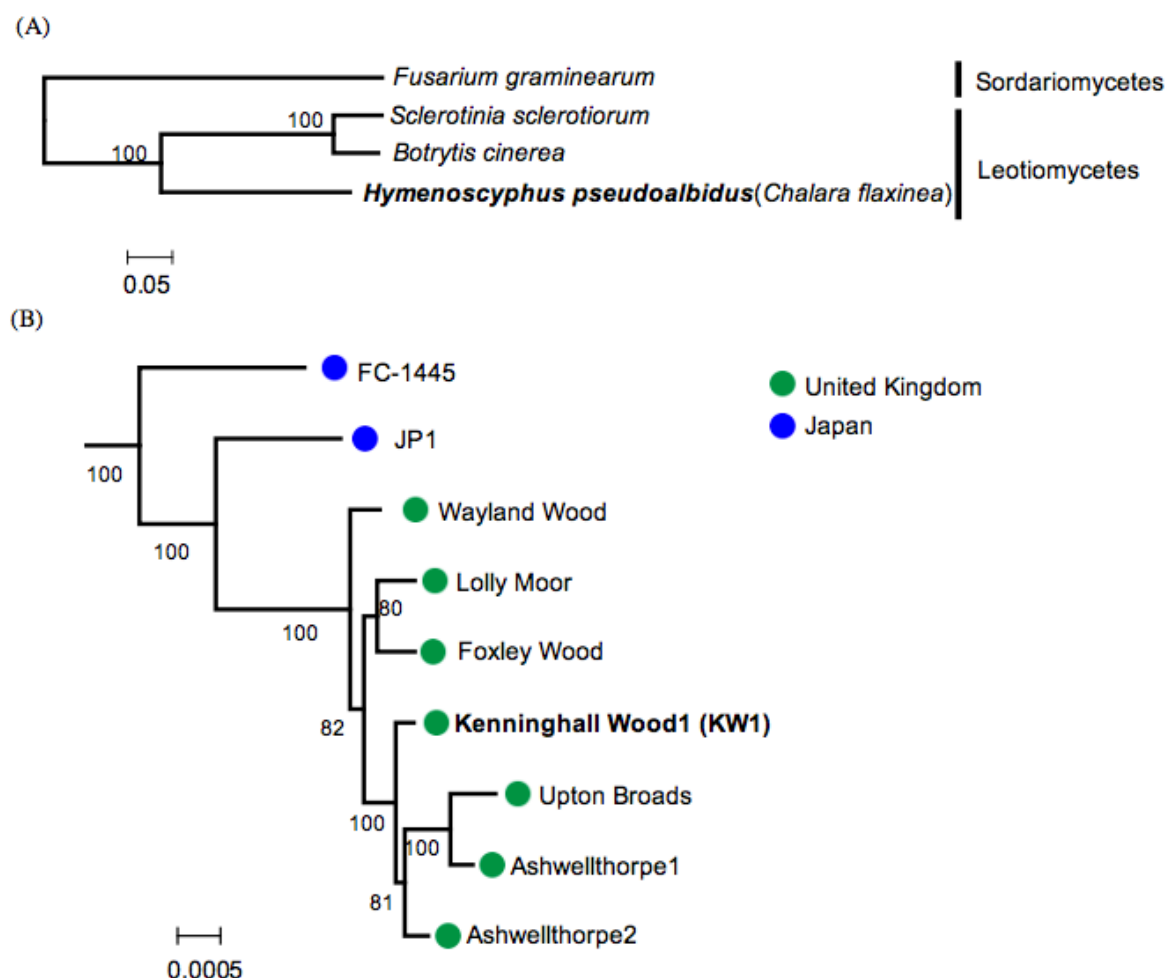 (A)
Fusarium graminearum
Sordariomycetes
100
Sclerotinia sclerotiorum
100
Botrytis cinerea
Leotiomycetes
Hymenoscyphus pseudoalbidus(Chalara flaxinea)
0.05
(B)
FC-1445
United Kingdom
JP1
Japan
100
Wayland Wood
100
Lolly Moor
80
100
Foxley Wood
82
Kenninghall Wood1 (KW1)
Upton Broads
100
100
Ashwellthorpe1
81
Ashwellthorpe2
0.0005